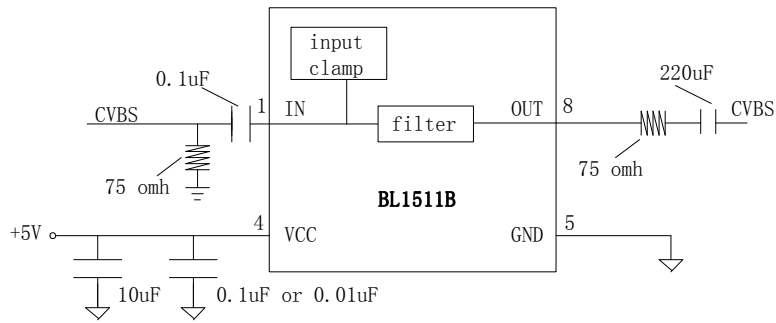 input
clamp
0.1uF
220uF
CVBS
1
IN
OUT
8
CVBS
filter
75 omh
75 omh
BL1511B
+5V
4
VCC
GND
5
10uF
0.1uF or 0.01uF